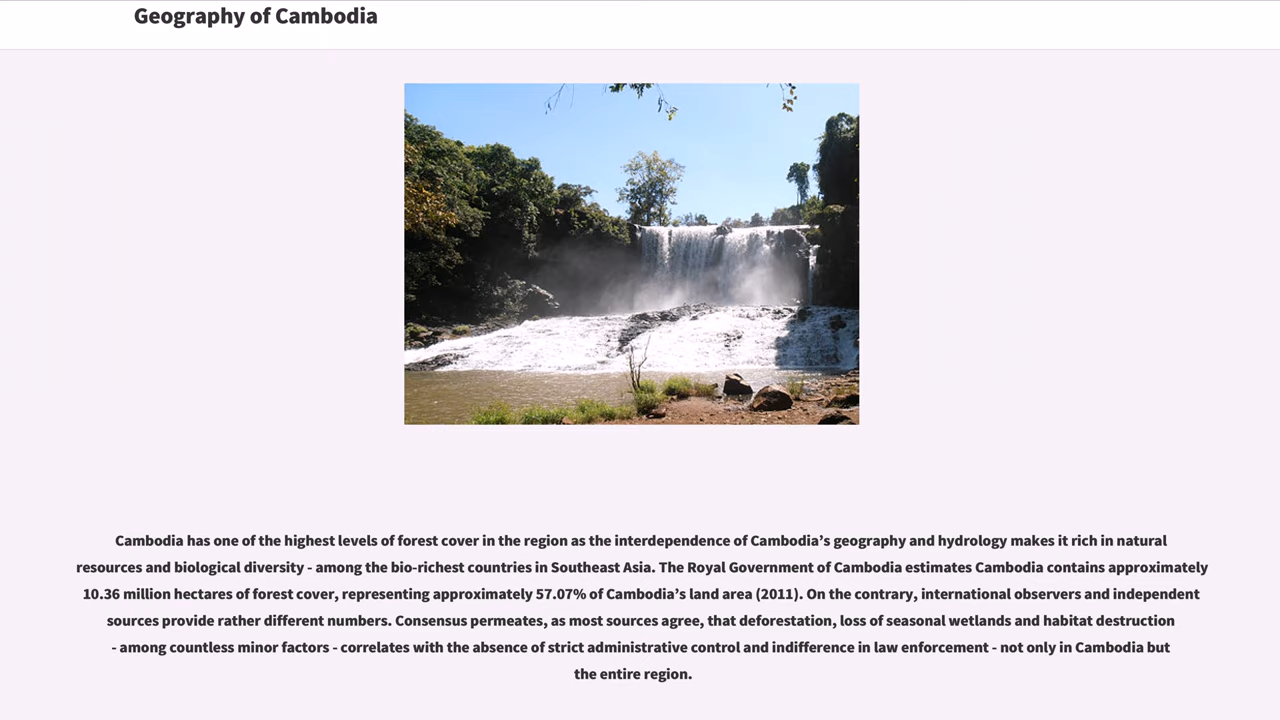 Geography of Cambodia
Cambodia has one of the highest levels of forest cover in the region as the interdependence of Cambodia’s geography and hydrology makes it rich in natural
resources and biological diversity - among the bio-richest countries in Southeast Asia. The Royal Government of Cambodia estimates Cambodia contains approximately
10.36 million hectares of forest cover, representing approximately 57.07% of Cambodia’s land area (2011). On the contrary, international observers and independent
sources provide rather different numbers. Consensus permeates, as most sources agree, that deforestation, loss of seasonal wetlands and habitat destruction
- among countless minor factors - correlates with the absence of strict administrative control and indifference in law enforcement - not only in Cambodia but
the entire region.